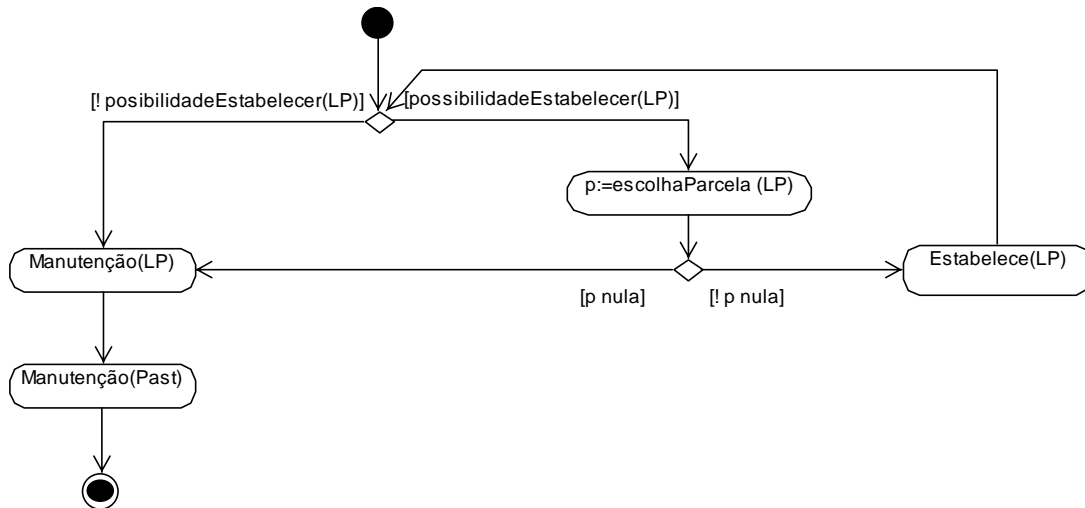 [! posibilidadeEstabelecer(LP)]
[possibilidadeEstabelecer(LP)]
p:=escolhaParcela (LP)
Manutenção(LP)
Estabelece(LP)
[p nula]
[! p nula]
Manutenção(Past)